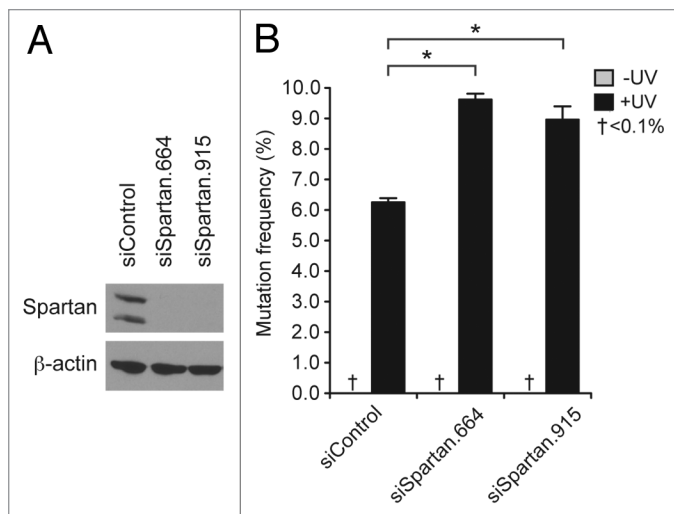 A
siControl
siSpartan.664
siSpartan.915
Spartan
β-actin
B
*
*
-UV
+UV
†<0.1%
Mutation frequency (%)
10.0
9.0
8.0
7.0
6.0
5.0
4.0
3.0
2.0
1.0
0.0
† † †
siControl
siSpartan.664
siSpartan.915